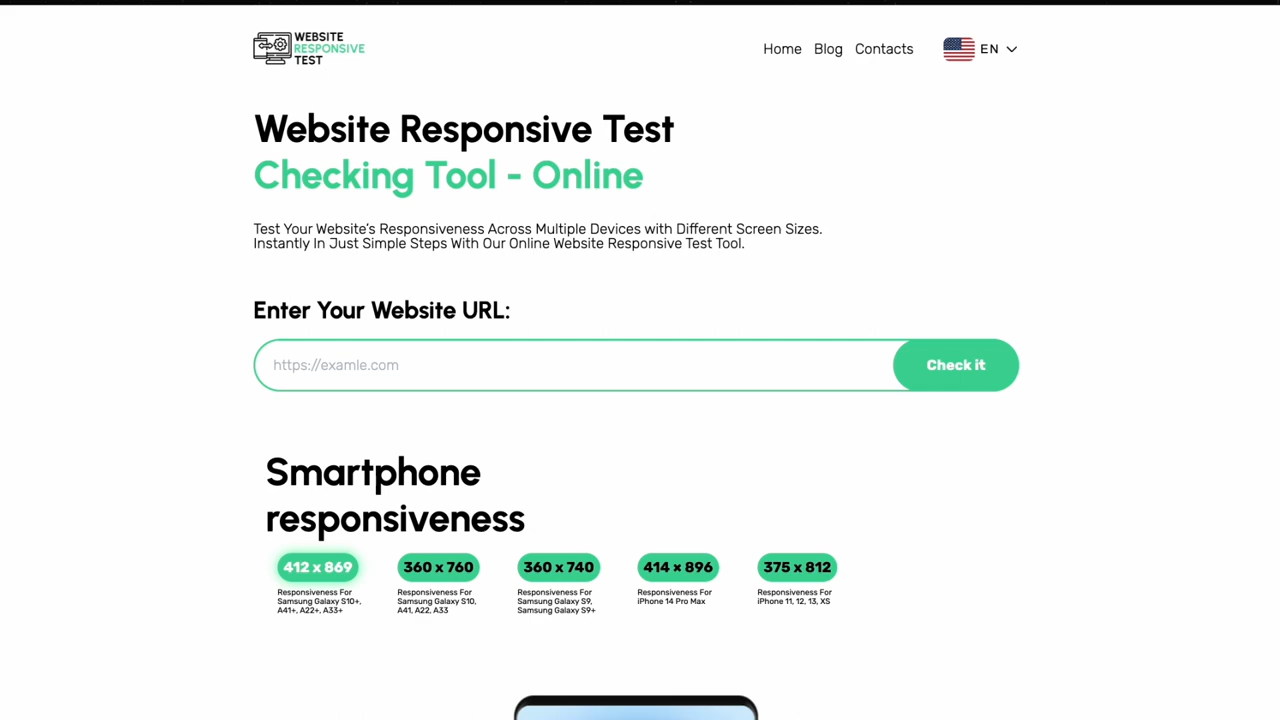 WEBSITE
RESPONSIVE
TEST
Home Blog Contacts EN
Website Responsive Test
Checking Tool - Online
Test Your Website's Responsiveness Across Multiple Devices with Different Screen Sizes.
Instantly In Just Simple Steps With Our Online Website Responsive Test Tool.
Enter Your Website URL:
https://examle.com Check it
Smartphone
responsiveness
412 x 869
Responsiveness For
Samsung Galaxy S10+,
A41+, A22+, A33+
360 x 760
Responsiveness For
Samsung Galaxy S10,
A41, A22, A33
360 x 740
Responsiveness For
Samsung Galaxy S9,
Samsung Galaxy S9+
414 × 896
Responsiveness For
iPhone 14 Pro Max
375 x 812
Responsiveness For
iPhone 11, 12, 13, XS